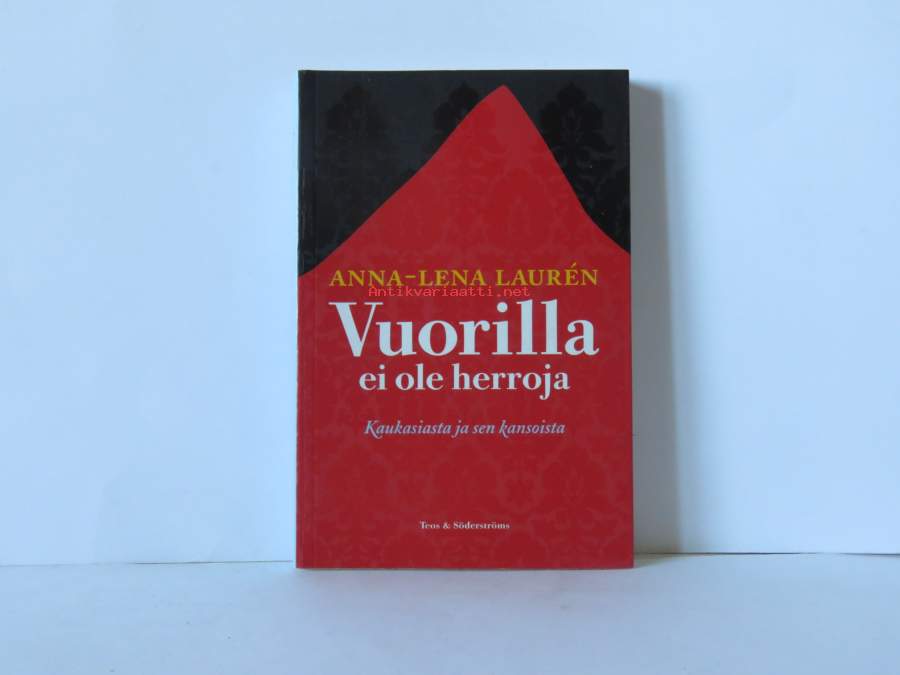 ANNA-LENA LAURÉN
Antikvariaatti.net
Vuorilla
ei ole herroja
Kaukasiasta ja sen kansoista
Teos & Söderströms